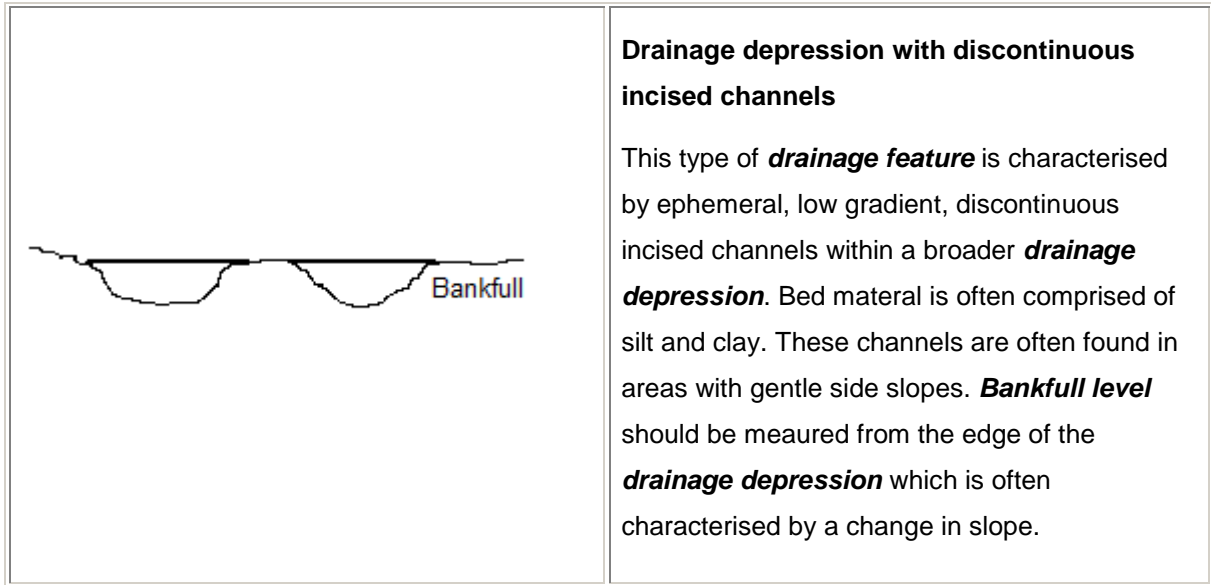 Bankfull
Drainage depression with discontinuous
incised channels
This type of drainage feature is characterised
by ephemeral, low gradient, discontinuous
incised channels within a broader drainage
depression. Bed materal is often comprised of
silt and clay. These channels are often found in
areas with gentle side slopes. Bankfull level
should be meaured from the edge of the
drainage depression which is often
characterised by a change in slope.